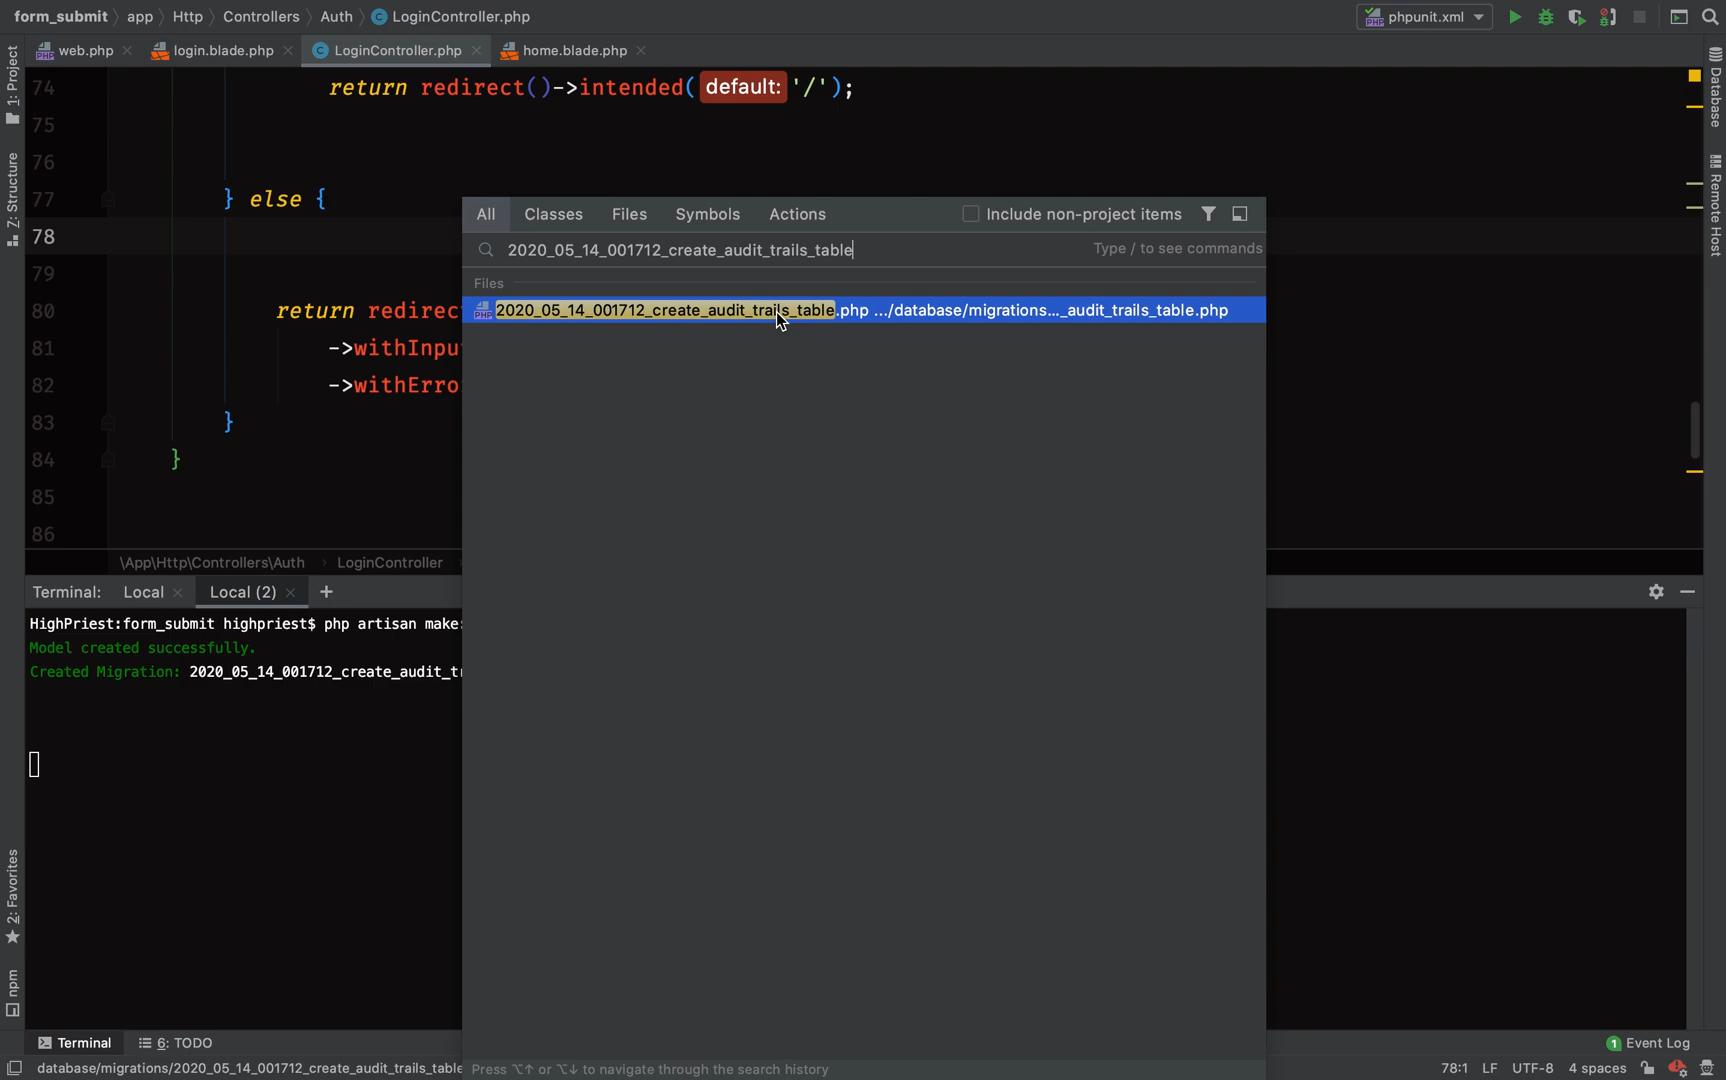 form_submit app Http Controllers Auth LoginController.php phpunit.xml
web.php login.blade.php LoginController.php home.blade.php
1: Project
Z: Structure
2: Favorites
npm
Database
Remote Host
74 return redirect()->intended( default: '/');
75
76
77 } else {
78
79
80 return redirec
81 ->withInpu
82 ->withErro
83 }
84 }
85
86
\App\Http\Controllers\Auth LoginController
All Classes Files Symbols Actions Include non-project items
2020_05_14_001712_create_audit_trails_table Type / to see commands
Files
2020_05_14_001712_create_audit_trails_table.php .../database/migrations..._audit_trails_table.php
Press ⌥↑ or ⌥↓ to navigate through the search history
Terminal: Local Local (2) +
HighPriest:form_submit highpriest$ php artisan make:
Model created successfully.
Created Migration: 2020_05_14_001712_create_audit_tr
Terminal 6: TODO 1 Event Log
database/migrations/2020_05_14_001712_create_audit_trails_table 78:1 LF UTF-8 4 spaces